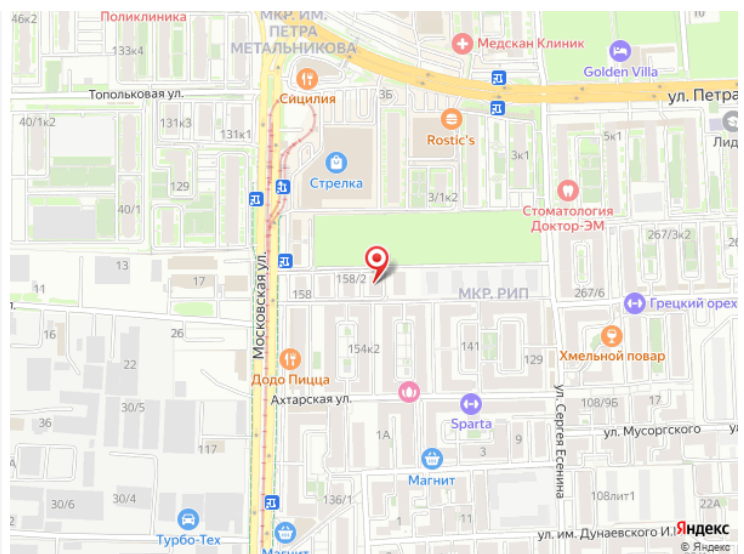 46к2
Поликлиника
МКР. ИМ.
ПЕТРА
МЕТАЛЬНИКОВА
133к4
Медскан Клиник
Golden Villa
Топольковая ул.
Сицилия
3Б
ул. Петра
40/1к2
131к3
131к1
Rostic's
5к1
3к1
Лид
129
Стрелка
3/1к2
40/1
Стоматология
Доктор-ЭМ
267/3к2
13
17
158/2
158
МКР. РИП
267/6
Грецкий орех
Московская ул.
26
154к2
141
129
Хмельной повар
22
Додо Пицца
Ахтарская ул.
108/9Б
30/5
36
117
1А
Sparta
3
9
ул. Мусоргского
ул. Сергея Есенина
Магнит
30/6
30/4
136/1
108лит1
22А
Турбо-Тех
Магнит
ул. им. Дунаевского И.
Яндекс
© Яндекс